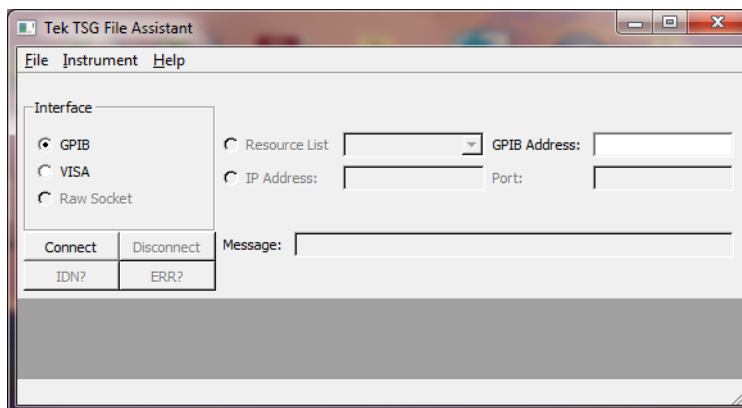 Tek TSG File Assistant
File Instrument Help
Interface
GPIB
Resource List
GPIB Address:
VISA
IP Address:
Port:
Raw Socket
Connect
Disconnect
Message:
IDN?
ERR?